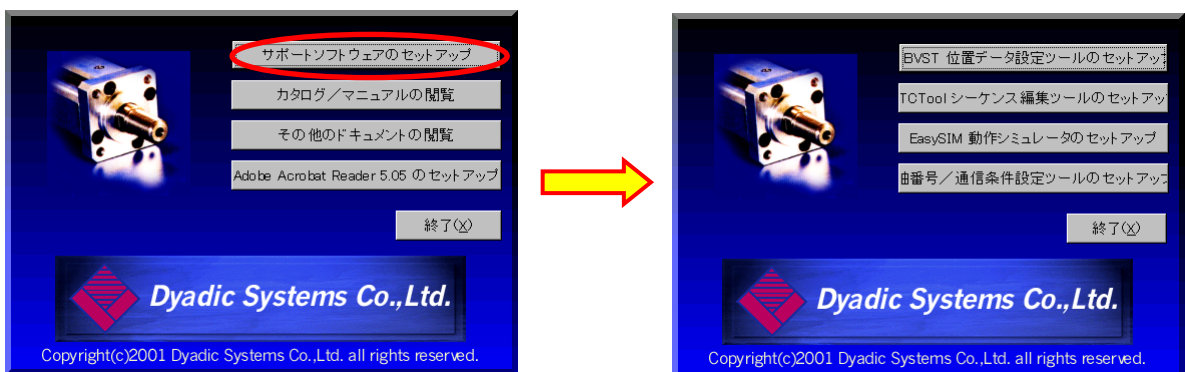 サポートソフトウェアのセットアップ
カタログ／マニュアルの閲覧
その他のドキュメントの閲覧
Adobe Acrobat Reader 5.05 のセットアップ
終了(X)
Dyadic Systems Co.,Ltd.
Copyright(c)2001 Dyadic Systems Co.,Ltd. all rights reserved.
BVST 位置データ設定ツールのセットアッ
TCTool シーケンス編集ツールのセットアッ
EasySIM 動作シミュレータのセットアップ
番号／通信条件設定ツールのセットアッ
終了(X)
Dyadic Systems Co.,Ltd.
Copyright(c)2001 Dyadic Systems Co.,Ltd. all rights reserved.